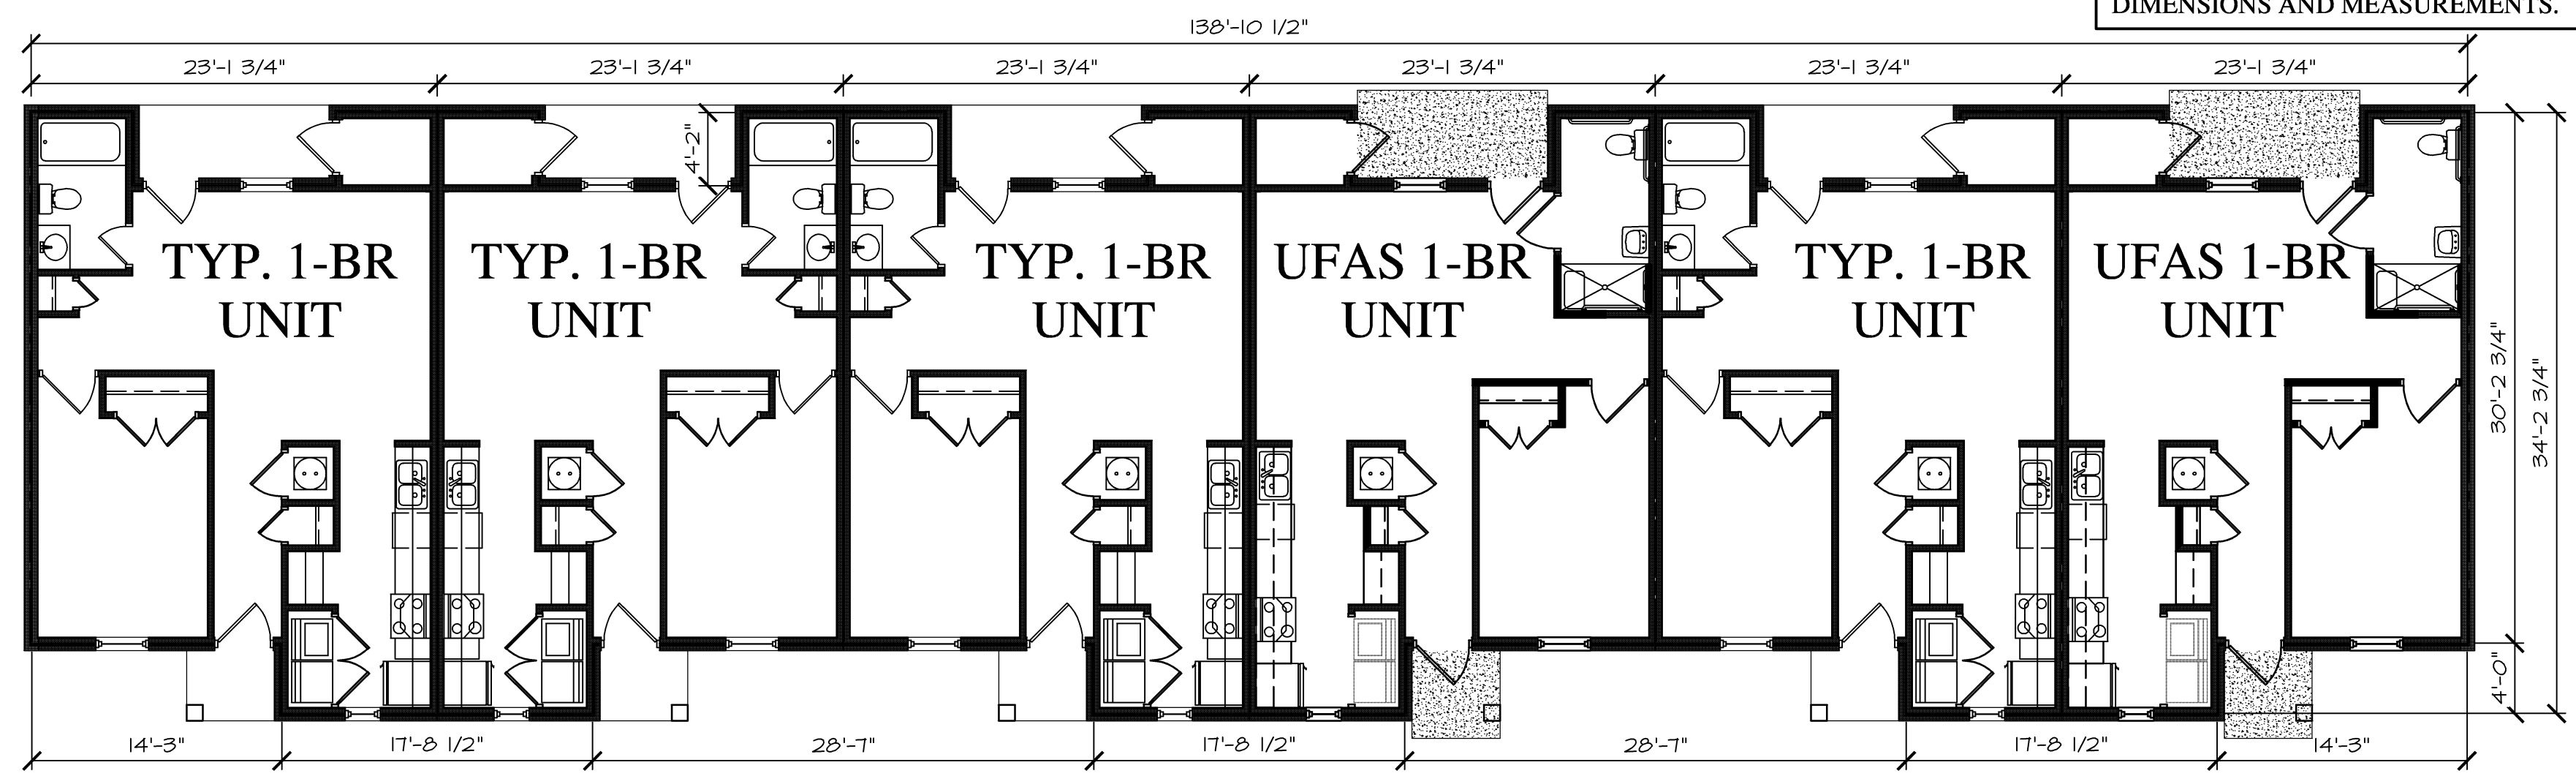 DIMENSIONS AND MEASUREMENTS.
138'-10 1/2"
23'-1 3/4" 23'-1 3/4" 23'-1 3/4" 23'-1 3/4" 23'-1 3/4" 23'-1 3/4"
4'-2"
TYP. 1-BR
UNIT
TYP. 1-BR
UNIT
TYP. 1-BR
UNIT
UFAS 1-BR
UNIT
TYP. 1-BR
UNIT
UFAS 1-BR
UNIT
30'-2 3/4"
34'-2 3/4"
4'-0"
14'-3" 17'-8 1/2" 28'-7" 17'-8 1/2" 28'-7" 17'-8 1/2" 14'-3"